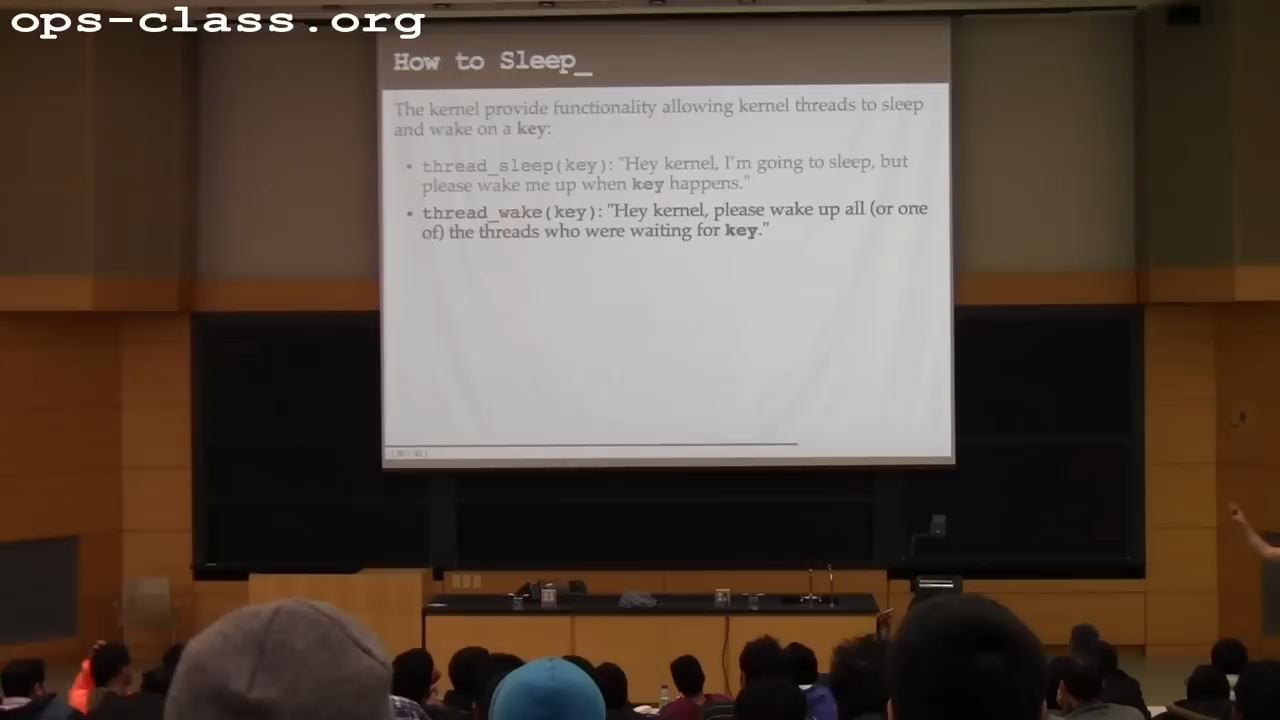 ops-class.org
How to Sleep_
The kernel provide functionality allowing kernel threads to sleep
and wake on a key:
• thread_sleep(key): "Hey kernel, I'm going to sleep, but
please wake me up when key happens."
• thread_wake(key): "Hey kernel, please wake up all (or one
of) the threads who were waiting for key."